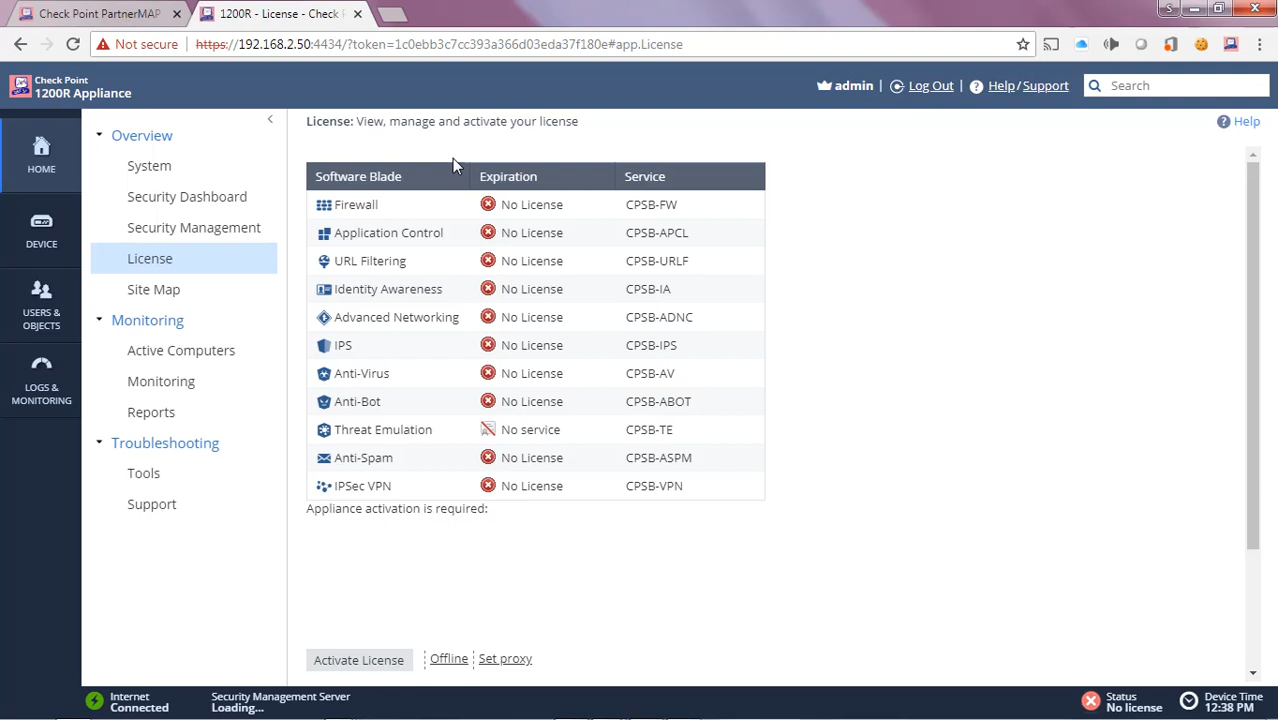 Check Point PartnerMAP
1200R - License - Check P
Not secure https://192.168.2.50:4434/?token=1c0ebb3c7cc393a366d03eda37f180e#app.License
Check Point
1200R Appliance
admin | Log Out | Help / Support
Search
HOME
DEVICE
USERS & OBJECTS
LOGS & MONITORING
Overview
System
Security Dashboard
Security Management
License
Site Map
Monitoring
Active Computers
Monitoring
Reports
Troubleshooting
Tools
Support
License: View, manage and activate your license
Help
Software Blade Expiration Service
Firewall No License CPSB-FW
Application Control No License CPSB-APCL
URL Filtering No License CPSB-URLF
Identity Awareness No License CPSB-IA
Advanced Networking No License CPSB-ADNC
IPS No License CPSB-IPS
Anti-Virus No License CPSB-AV
Anti-Bot No License CPSB-ABOT
Threat Emulation No service CPSB-TE
Anti-Spam No License CPSB-ASPM
IPSec VPN No License CPSB-VPN
Appliance activation is required:
Activate License Offline Set proxy
Internet
Connected
Security Management Server
Loading...
Status
No license
Device Time
12:38 PM